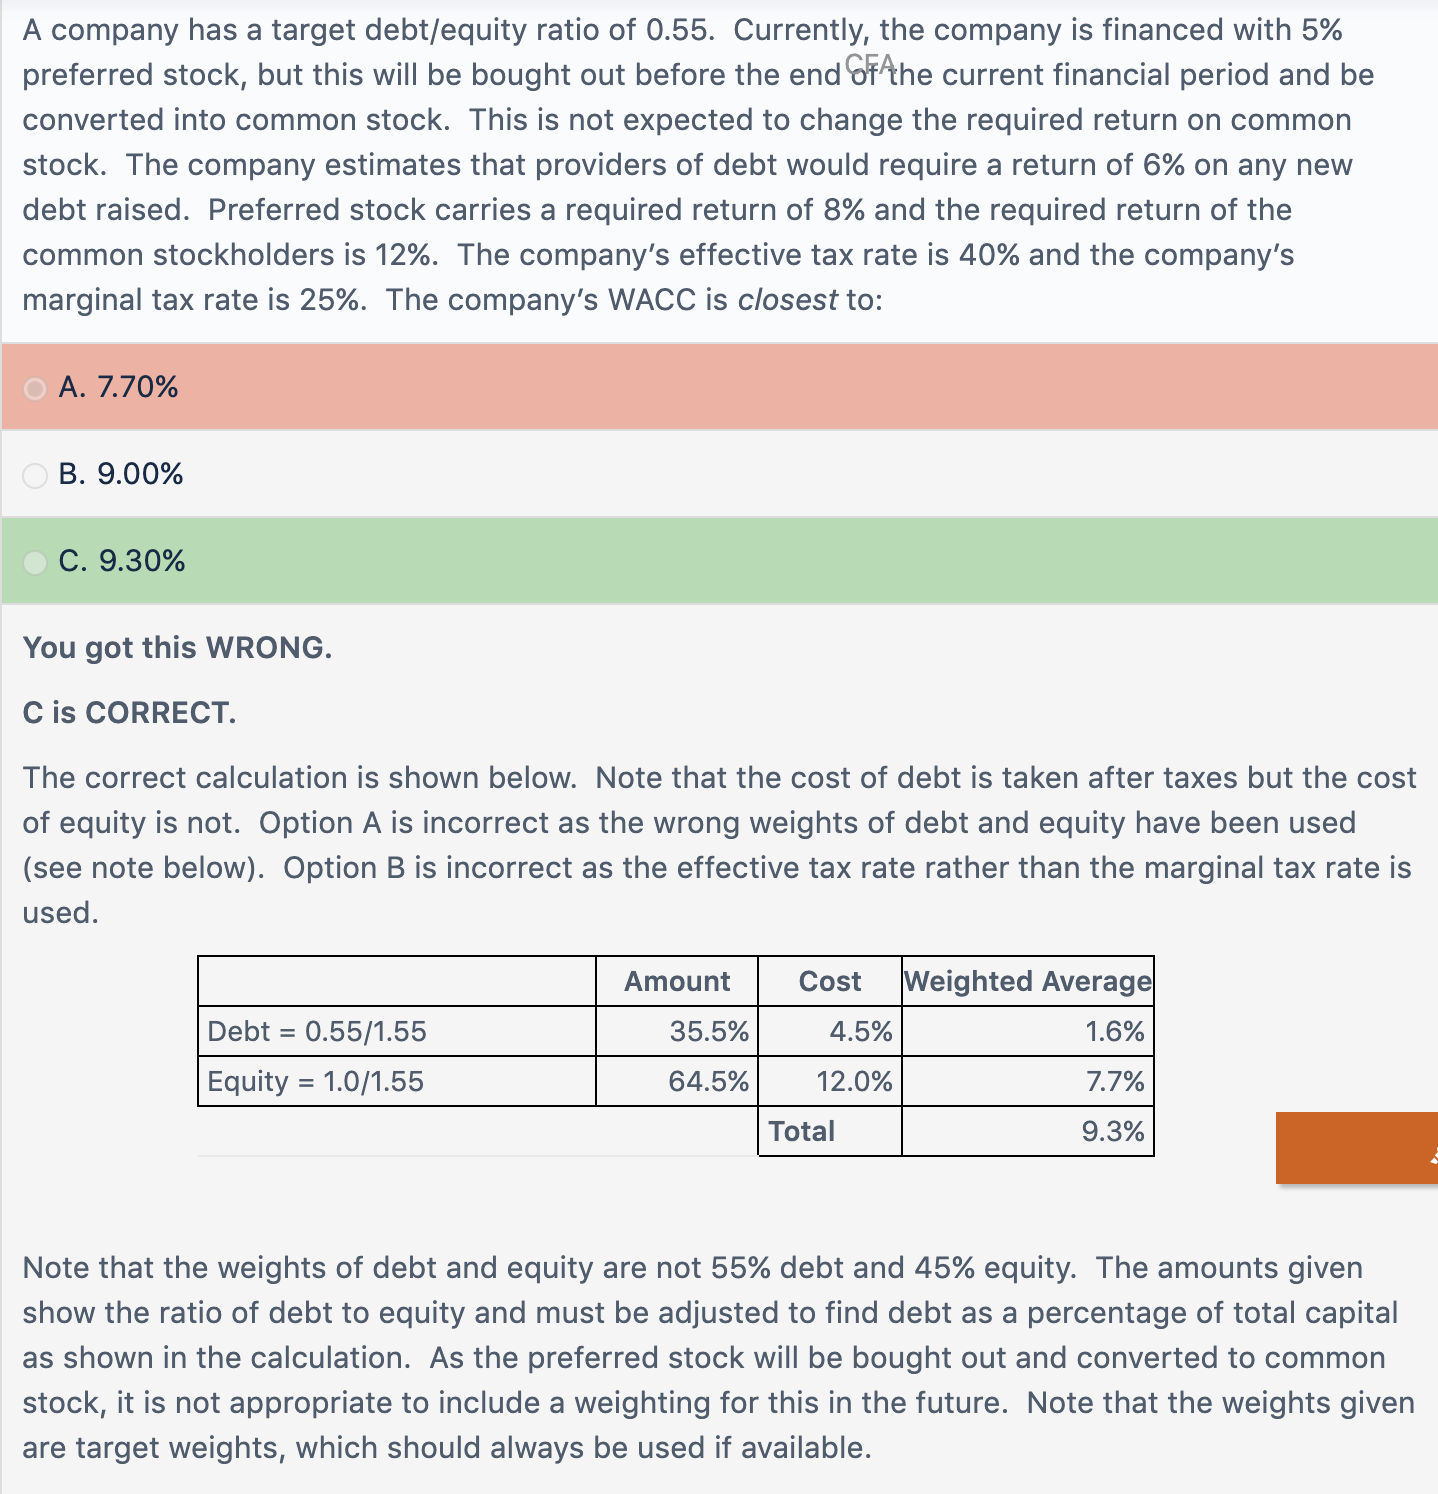 A company has a target debt/equity ratio of 0.55.  Currently, the company is financed with 5%
preferred stock, but this will be bought out before the end of the current financial period and be
CFA
converted into common stock.  This is not expected to change the required return on common
stock.  The company estimates that providers of debt would require a return of 6% on any new
debt raised.  Preferred stock carries a required return of 8% and the required return of the
common stockholders is 12%.  The company’s effective tax rate is 40% and the company’s
marginal tax rate is 25%.  The company’s WACC is closest to:
A. 7.70%
B. 9.00%
C. 9.30%
You got this WRONG.
C is CORRECT.
The correct calculation is shown below.  Note that the cost of debt is taken after taxes but the cost
of equity is not.  Option A is incorrect as the wrong weights of debt and equity have been used
(see note below).  Option B is incorrect as the effective tax rate rather than the marginal tax rate is
used.
Amount Cost Weighted Average
Debt = 0.55/1.55 35.5% 4.5% 1.6%
Equity = 1.0/1.55 64.5% 12.0% 7.7%
Total 9.3%
Note that the weights of debt and equity are not 55% debt and 45% equity.  The amounts given
show the ratio of debt to equity and must be adjusted to find debt as a percentage of total capital
as shown in the calculation.  As the preferred stock will be bought out and converted to common
stock, it is not appropriate to include a weighting for this in the future.  Note that the weights given
are target weights, which should always be used if available.